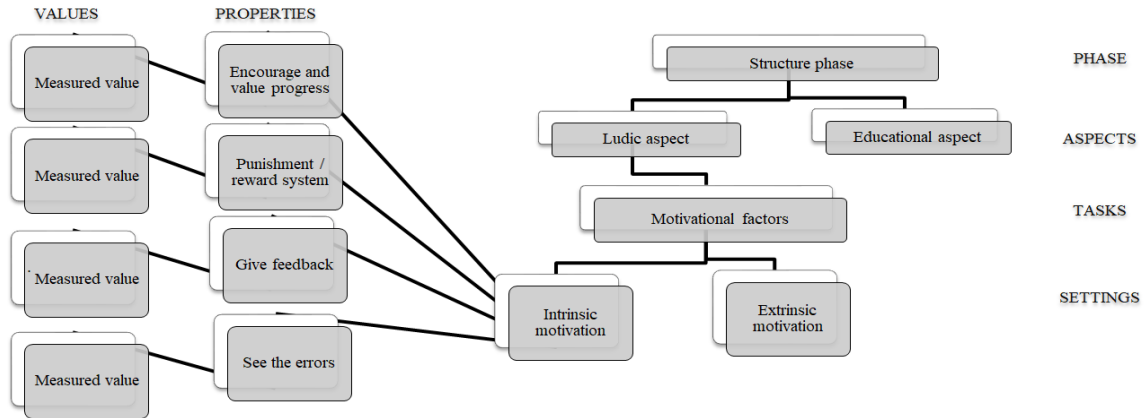 VALUES
PROPERTIES
Measured value
Encourage and
value progress
Structure phase
PHASE
Measured value
Punishment /
reward system
Ludic aspect
Educational aspect
ASPECTS
Motivational factors
TASKS
Measured value
Give feedback
Intrinsic
motivation
Extrinsic
motivation
SETTINGS
Measured value
See the errors